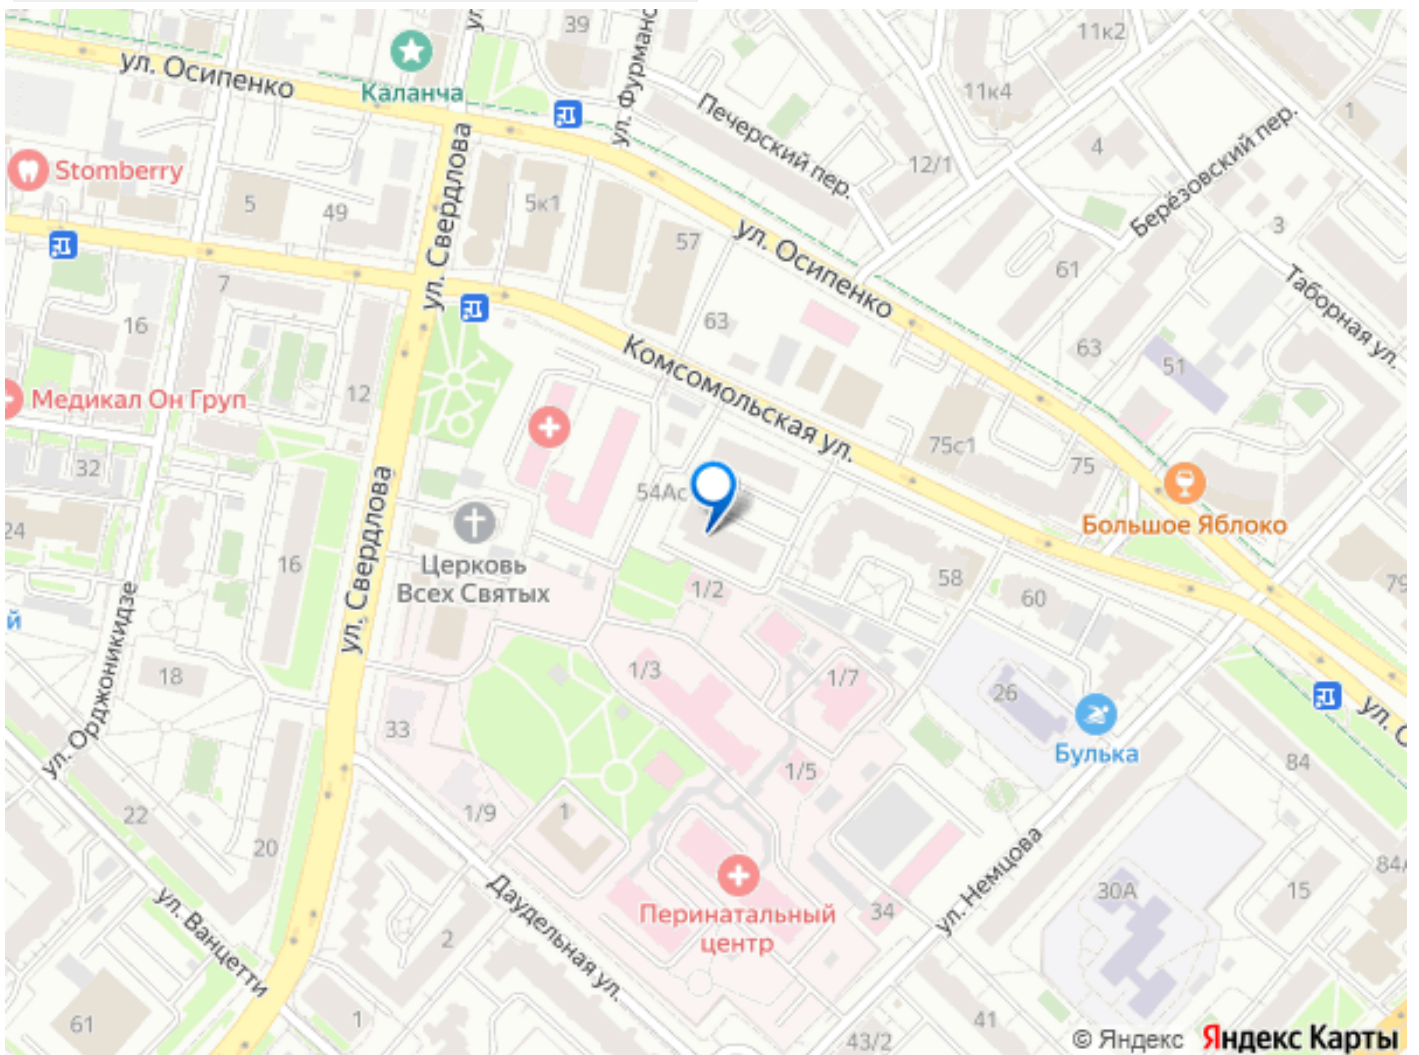 39
11к2
ул. Осипенко
Каланча
ул. Фурманс
11к4
Печерский пер.
1
4
12/1
Берёзовский пер.
Stomberry
ул. Свердлова
5
49
5к1
57
ул. Осипенко
3
61
Таборная ул.
7
16
63
63
51
Комсомольская ул.
12
Медикал Он Груп
75с1
75
32
54Ас
Большое Яблоко
24
ул. Свердлова
16
Церковь
Всех Святых
1/2
58
60
79
й
ул. Орджоникидзе
18
1/3
1/7
26
33
ул. С
Булька
1/5
84
22
1/9
1
20
84А
ул. Немцова
30А
15
Перинатальный
центр
34
Даудельная ул.
2
ул. Ванцетти
61
1
41
43/2
© Яндекс Яндекс Карты